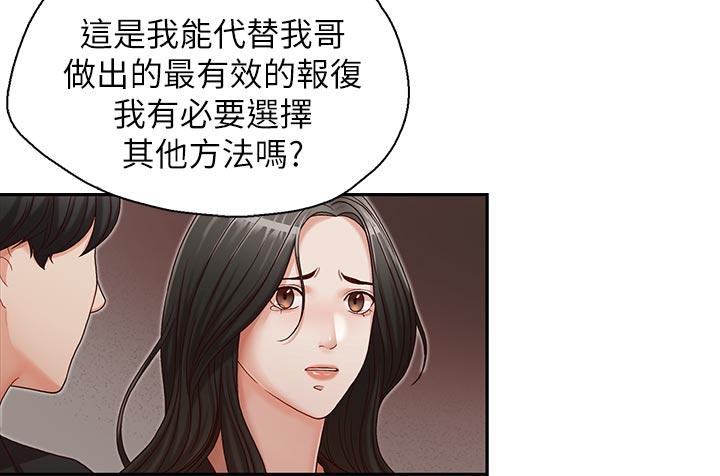 這是我能代替我哥
做出的最有效的報復
我有必要選擇
其他方法嗎?